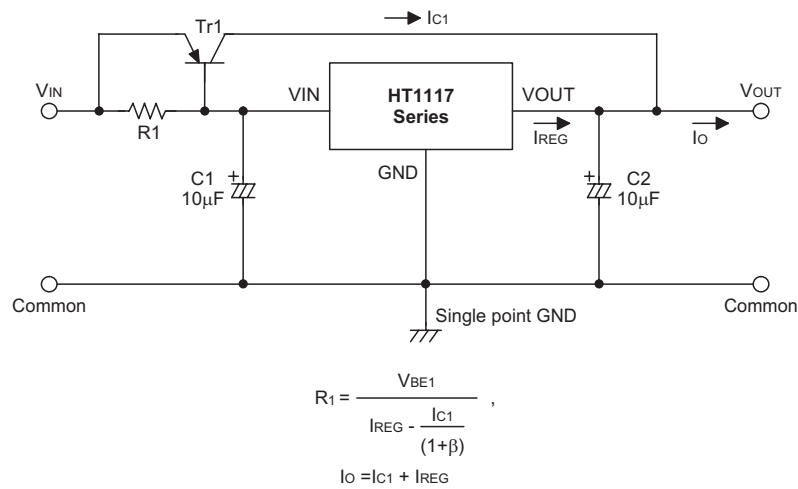 Tr1
IC1
VIN
R1
VIN
HT1117
Series
VOUT
IREG
VOUT
IO
GND
C1
10μF
C2
10μF
Common
Common
Single point GND
R1 = VBE1 / IREG - IC1 / (1+β) ,
IO =IC1 + IREG